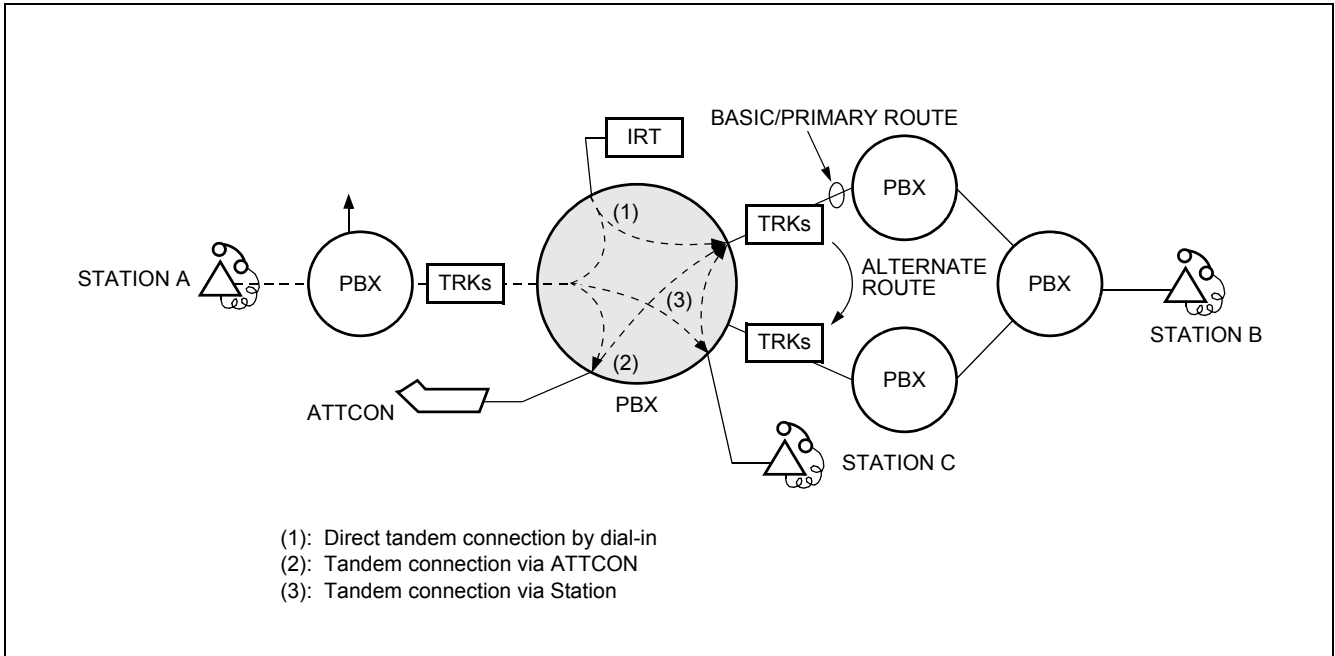 IRT
BASIC/PRIMARY ROUTE
PBX
(1)
TRKs
STATION A
PBX
TRKs
ALTERNATE
ROUTE
PBX
(3)
STATION B
TRKs
(2)
PBX
ATTCON
PBX
STATION C
(1): Direct tandem connection by dial-in
(2): Tandem connection via ATTCON
(3): Tandem connection via Station